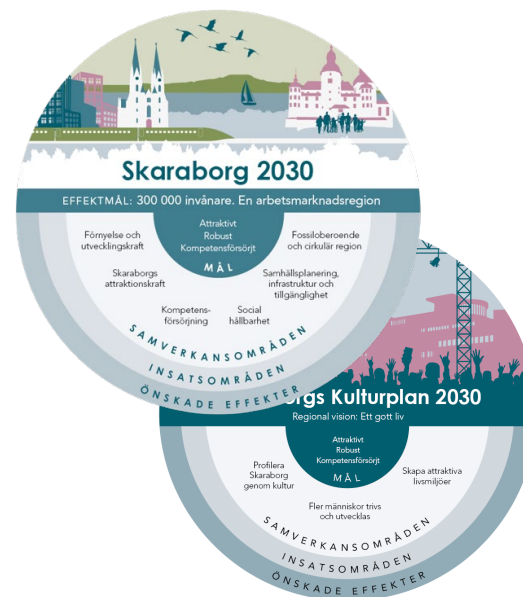 Skaraborg 2030
EFFEKTMÅL: 300 000 invånare. En arbetsmarknadsregion
Attraktivt
Robust
Kompetensförsörjt
MÅL
Förnyelse och
utvecklingskraft
Fossiloberoende
och cirkulär region
Skaraborgs
attraktionskraft
Samhällsplanering,
infrastruktur och
tillgänglighet
Kompetens-
försörjning
Social
hållbarhet
SAMVERKANSOMRÅDEN
INSATSOMRÅDEN
ÖNSKADE EFFEKTER
Kulturplan 2030
Regional vision: Ett gott liv
Attraktivt
Robust
Kompetensförsörjt
MÅL
Profilera
Skaraborg
genom kultur
Skapa attraktiva
livsmiljöer
Fler människor trivs
och utvecklas
SAMVERKANSOMRÅDEN
INSATSOMRÅDEN
ÖNSKADE EFFEKTER